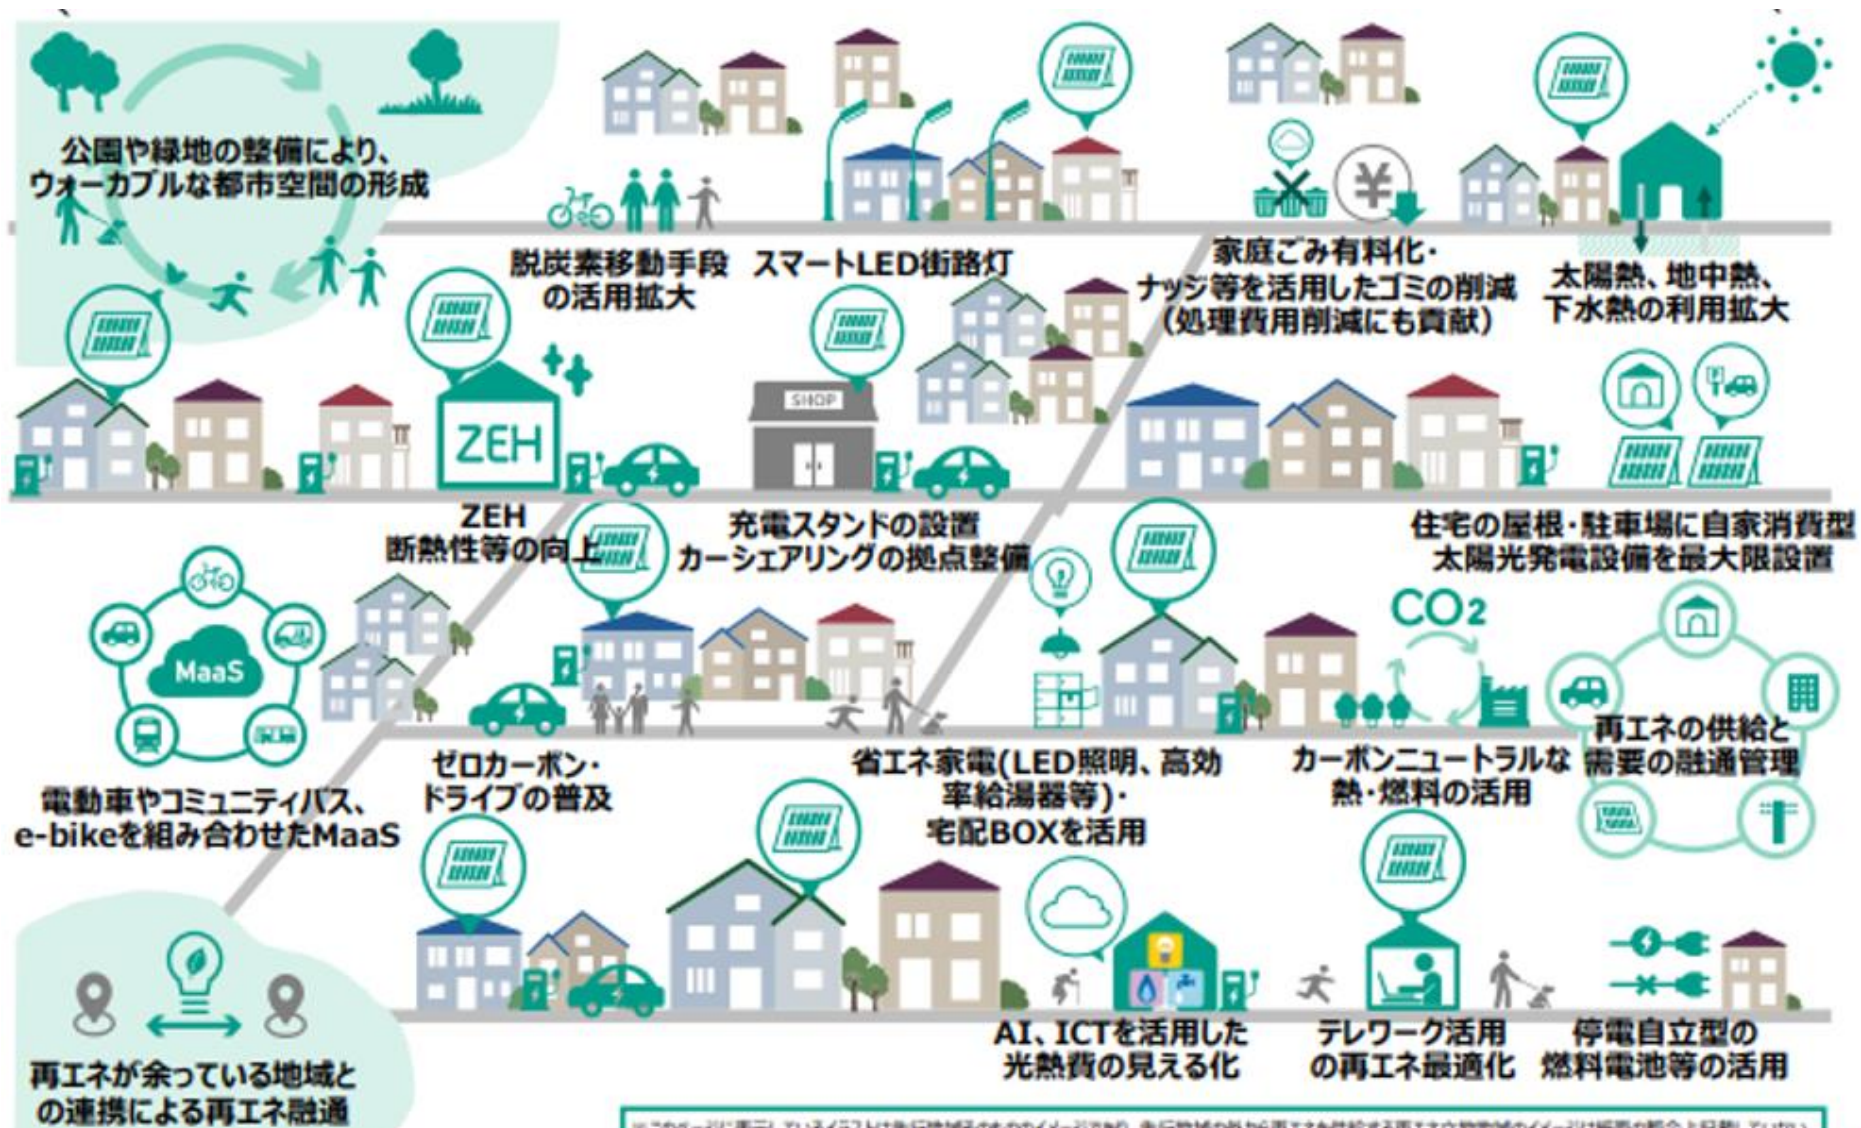 公園や緑地の整備により、
ウォーカブルな都市空間の形成
脱炭素移動手段
の活用拡大
スマートLED街路灯
¥
家庭ごみ有料化・
ナッジ等を活用したゴミの削減
（処理費用削減にも貢献）
太陽熱、地中熱、
下水熱の利用拡大
ZEH
ZEH
断熱性等の向上
SHOP
充電スタンドの設置
カーシェアリングの拠点整備
P
住宅の屋根・駐車場に自家消費型
太陽光発電設備を最大限設置
MaaS
電動車やコミュニティバス、
e-bikeを組み合わせたMaaS
ゼロカーボン・
ドライブの普及
省エネ家電(LED照明、高効
率給湯器等)・
宅配BOXを活用
CO2
カーボンニュートラルな
熱・燃料の活用
再エネの供給と
需要の融通管理
再エネが余っている地域と
の連携による再エネ融通
AI、ICTを活用した
光熱費の見える化
テレワーク活用
の再エネ最適化
停電自立型の
燃料電池等の活用